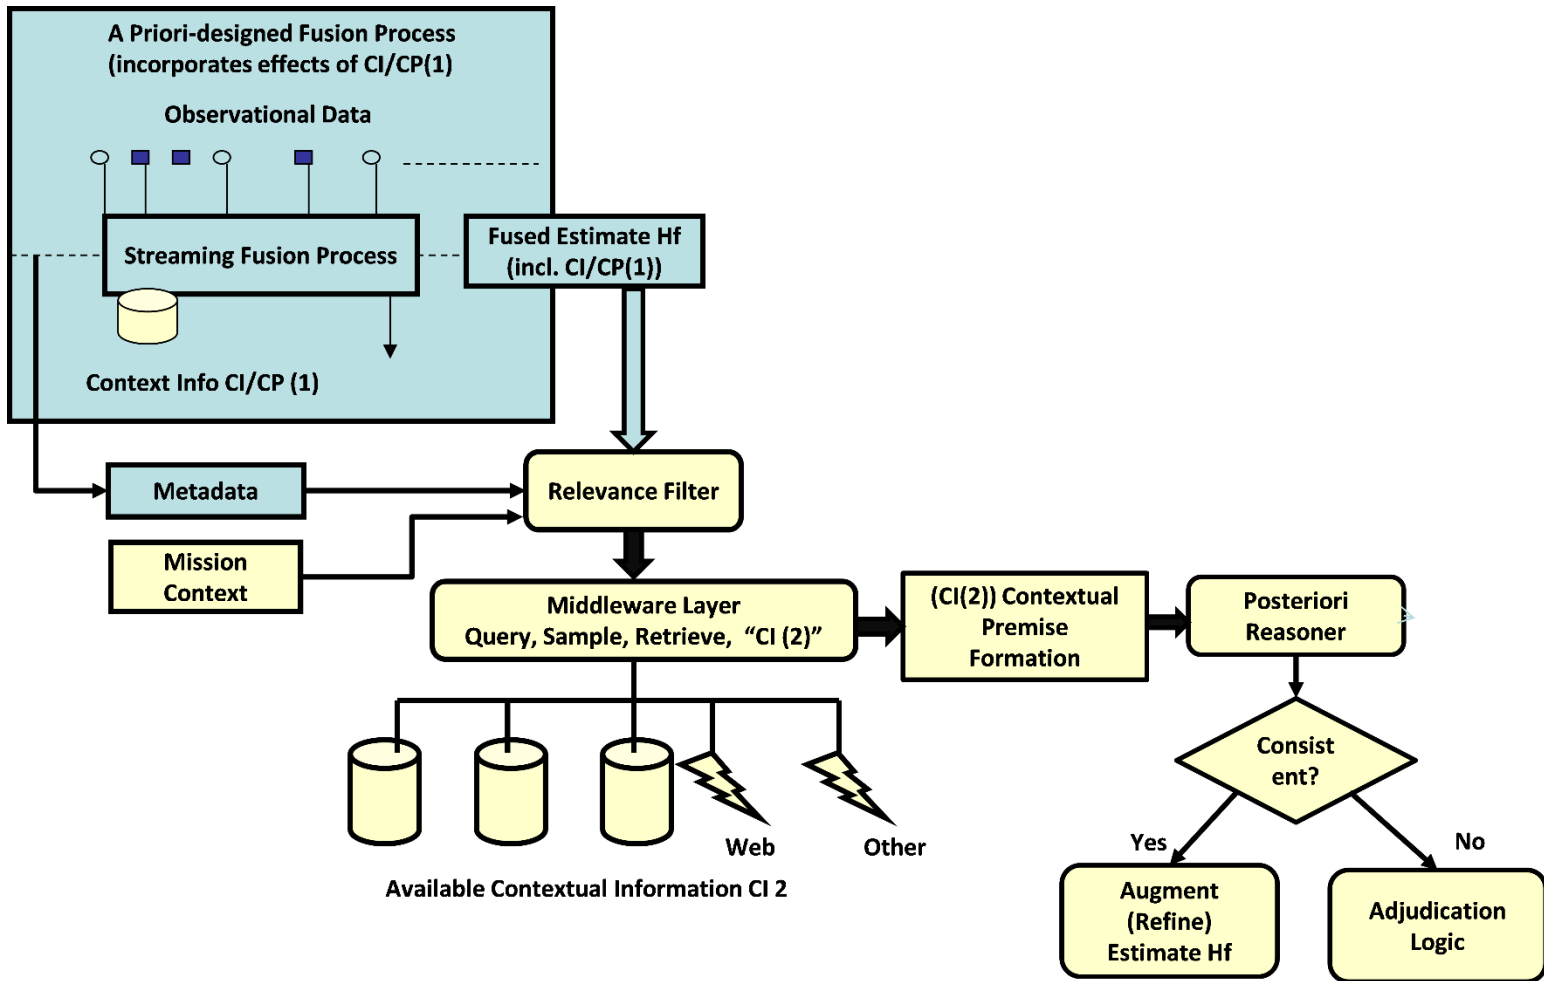 A Priori-designed Fusion Process
(incorporates effects of CI/CP(1)
Observational Data
Streaming Fusion Process
Fused Estimate Hf
(incl. CI/CP(1))
Context Info CI/CP (1)
Metadata
Relevance Filter
Mission
Context
Middleware Layer
Query, Sample, Retrieve, “CI (2)”
(CI(2)) Contextual
Premise
Formation
Posteriori
Reasoner
Consist
ent?
Web
Other
Yes
No
Available Contextual Information CI 2
Augment
(Refine)
Estimate Hf
Adjudication
Logic